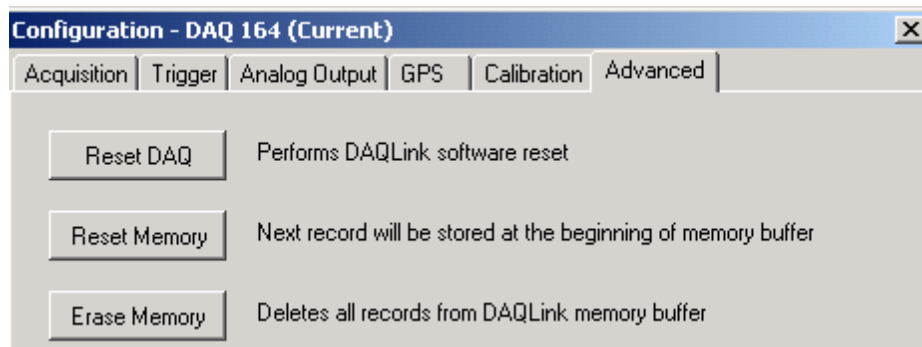 Configuration - DAQ 164 (Current)
Acquisition Trigger Analog Output GPS Calibration Advanced
Reset DAQ Performs DAQLink software reset
Reset Memory Next record will be stored at the beginning of memory buffer
Erase Memory Deletes all records from DAQLink memory buffer